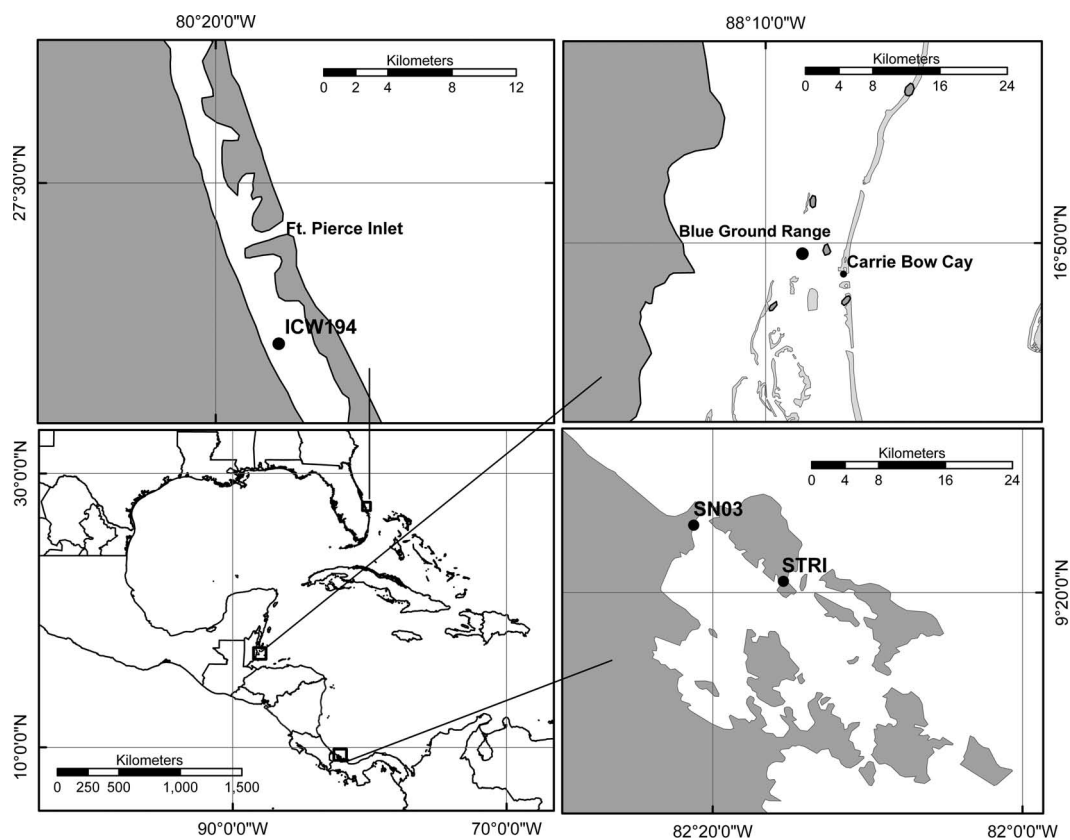 80°20'0"W
27°30'0"N
Kilometers
0 2 4 8 12
Ft. Pierce Inlet
ICW194
88°10'0"W
Kilometers
0 4 8 16 24
16°50'0"N
Blue Ground Range
Carrie Bow Cay
30°0'0"N
10°0'0"N
Kilometers
0 250 500 1,000 1,500
90°0'0"W
70°0'0"W
Kilometers
0 4 8 16 24
SN03
STRI
9°20'0"N
82°20'0"W
82°0'0"W